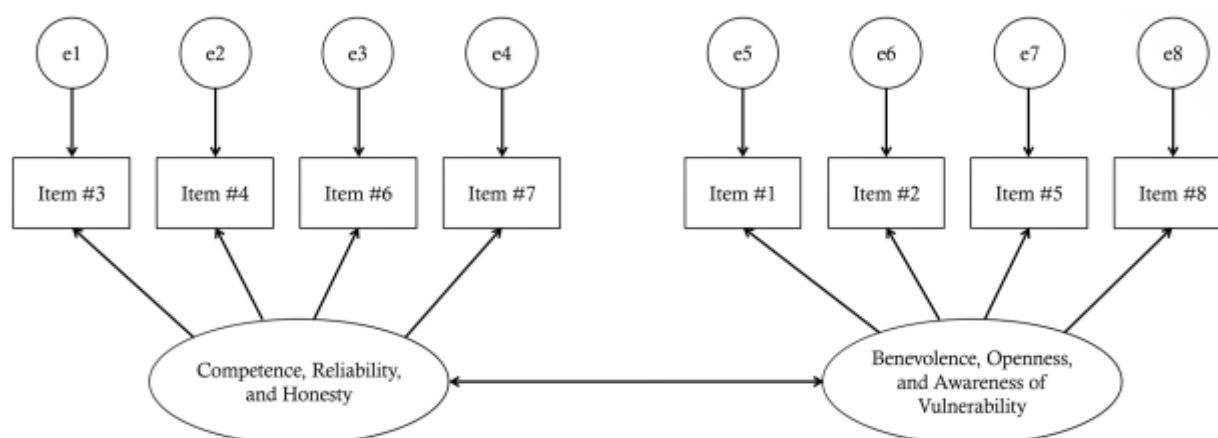 e1
e2
e3
e4
e5
e6
e7
e8
Item #3
Item #4
Item #6
Item #7
Item #1
Item #2
Item #5
Item #8
Competence, Reliability,
and Honesty
Benevolence, Openness,
and Awareness of
Vulnerability